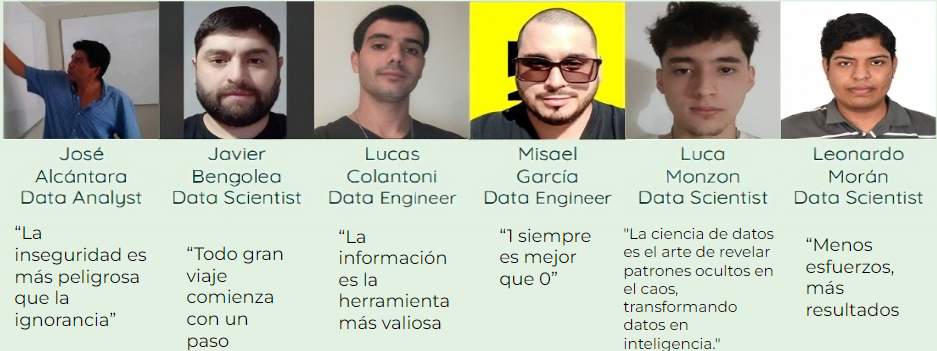 José
Alcántara
Data Analyst
“La
inseguridad es
más peligrosa
que la
ignorancia”
Javier
Bengolea
Data Scientist
“Todo gran
viaje
comienza
con un
paso
Lucas
Colantoni
Data Engineer
“La
información
es la
herramienta
más valiosa
Misael
García
Data Engineer
“1 siempre
es mejor
que 0”
Luca
Monzon
Data Scientist
"La ciencia de datos
es el arte de revelar
patrones ocultos en
el caos,
transformando
datos en
inteligencia."
Leonardo
Morán
Data Scientist
“Menos
esfuerzos,
más
resultados